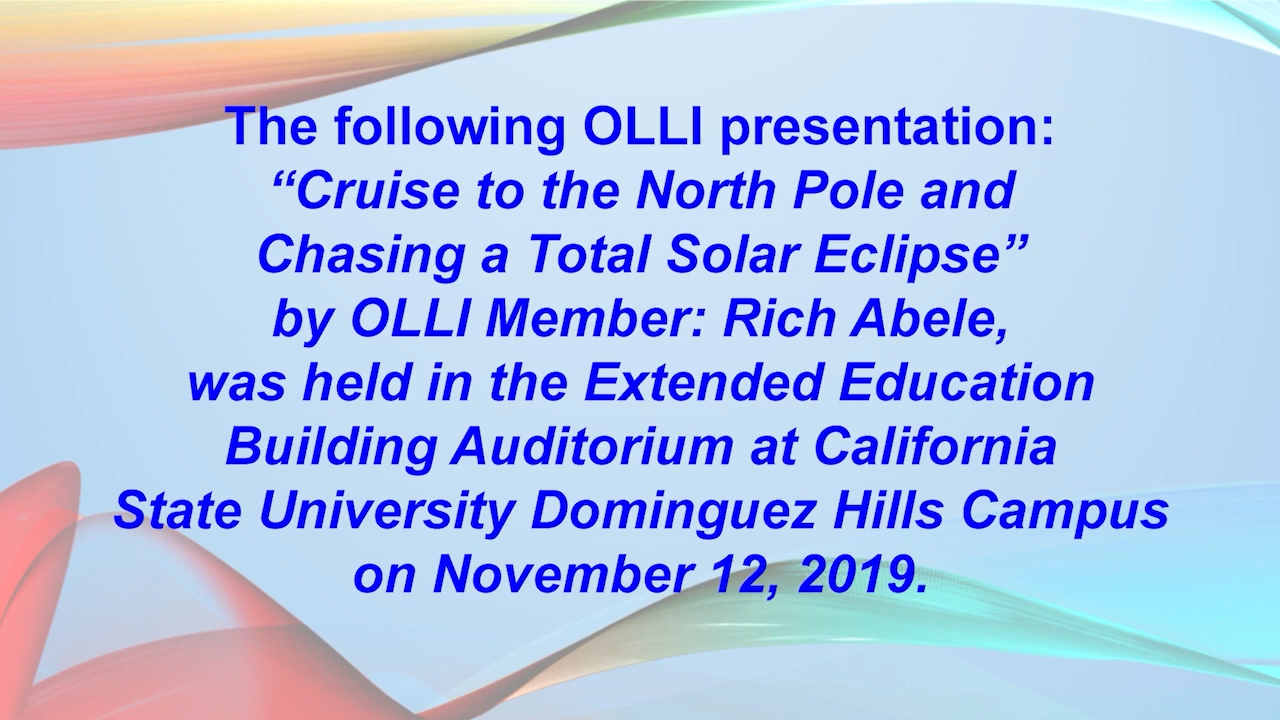 The following OLLI presentation:
“Cruise to the North Pole and
Chasing a Total Solar Eclipse”
by OLLI Member: Rich Abele,
was held in the Extended Education
Building Auditorium at California
State University Dominguez Hills Campus
on November 12, 2019.